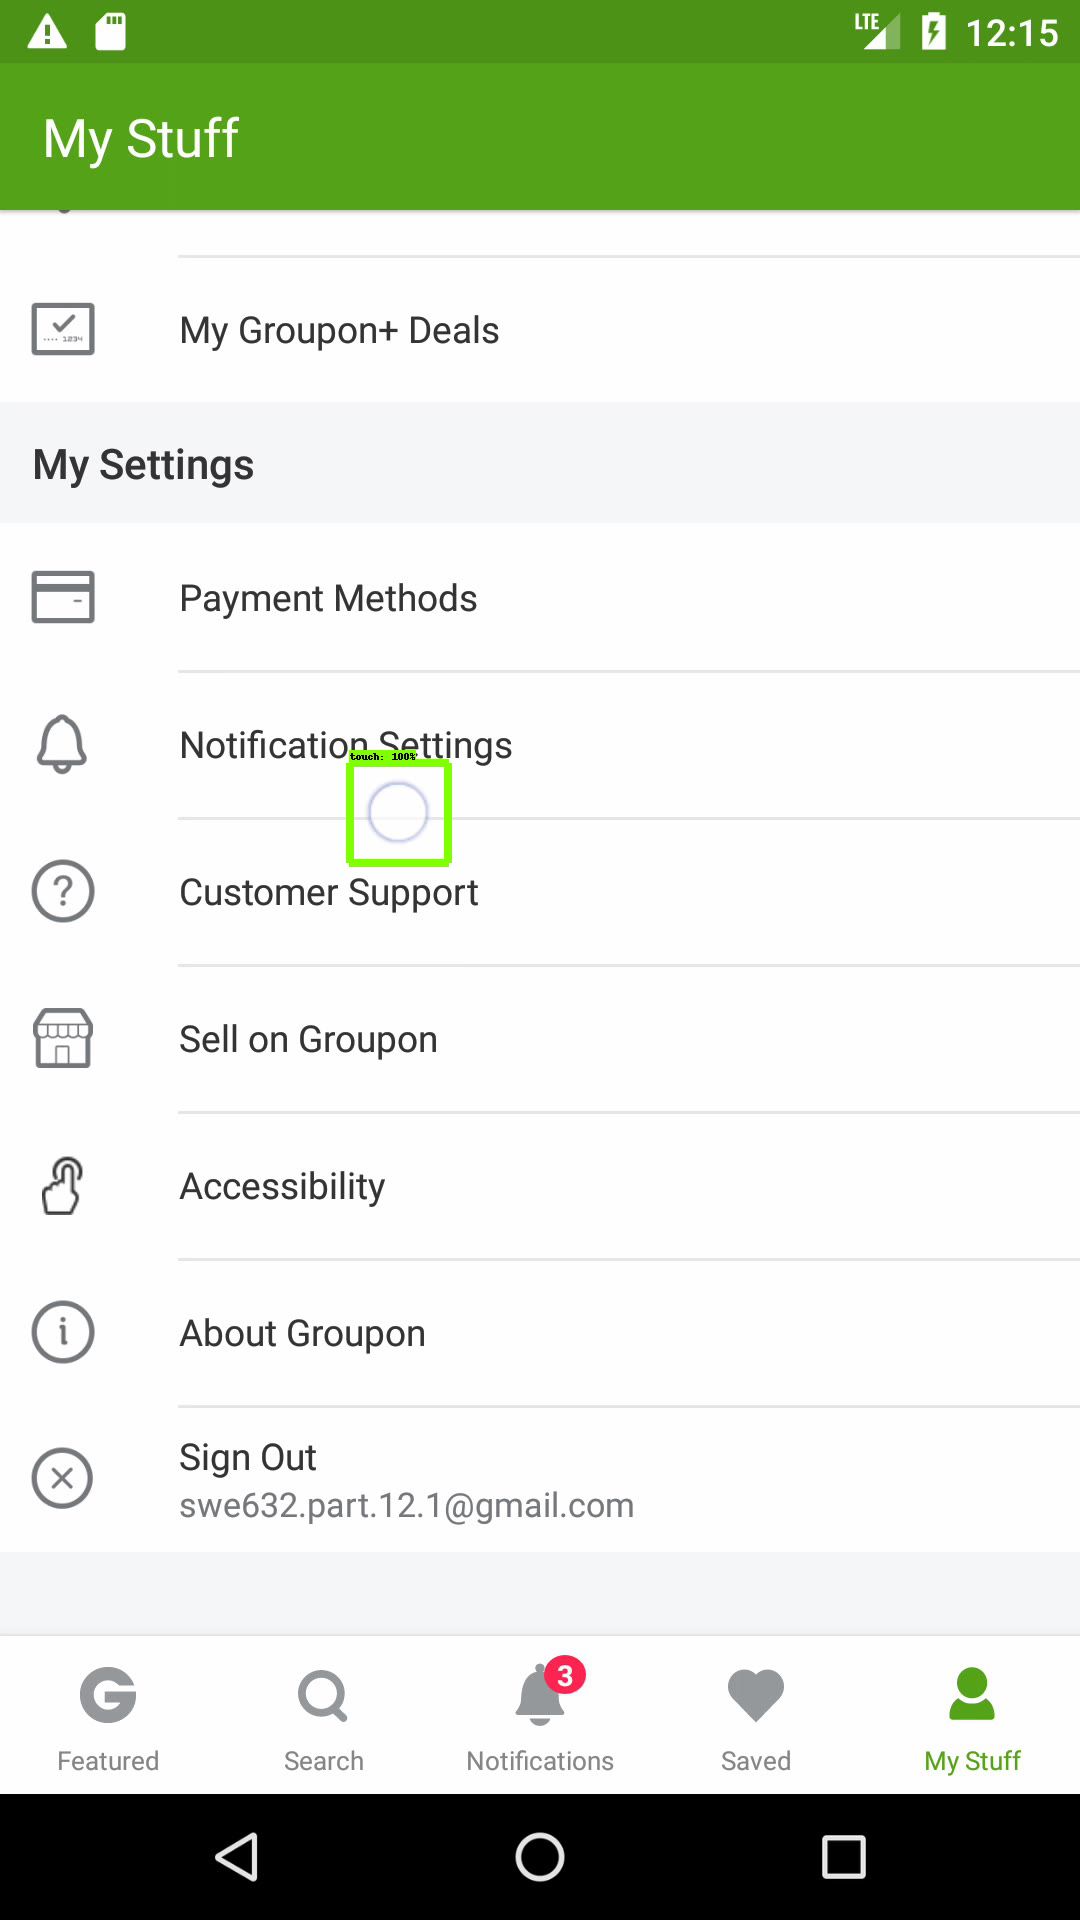 LTE 12:15
My Stuff
1234
My Groupon+ Deals
My Settings
Payment Methods
Notification Settings
touch: 100%
Customer Support
Sell on Groupon
Accessibility
About Groupon
Sign Out
swe632.part.12.1@gmail.com
3
Featured Search Notifications Saved My Stuff